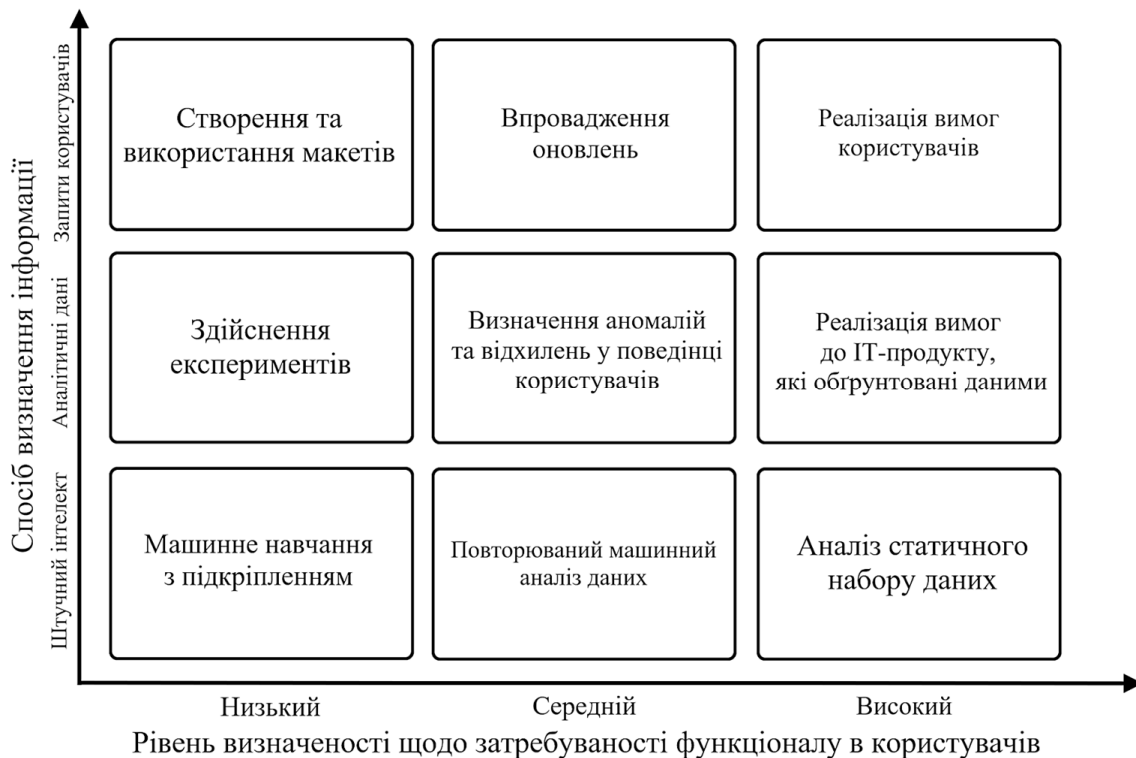 Спосіб визначення інформації
Запити користувачів
Створення та
використання макетів
Впровадження
оновлень
Реалізація вимог
користувачів
Аналітичні дані
Здійснення
експериментів
Визначення аномалій
та відхилень у поведінці
користувачів
Реалізація вимог
до ІТ-продукту,
які обґрунтовані даними
Штучний інтелект
Машинне навчання
з підкріпленням
Повторюваний машинний
аналіз даних
Аналіз статичного
набору даних
Низький
Середній
Високий
Рівень визначеності щодо затребуваності функціоналу в користувачів